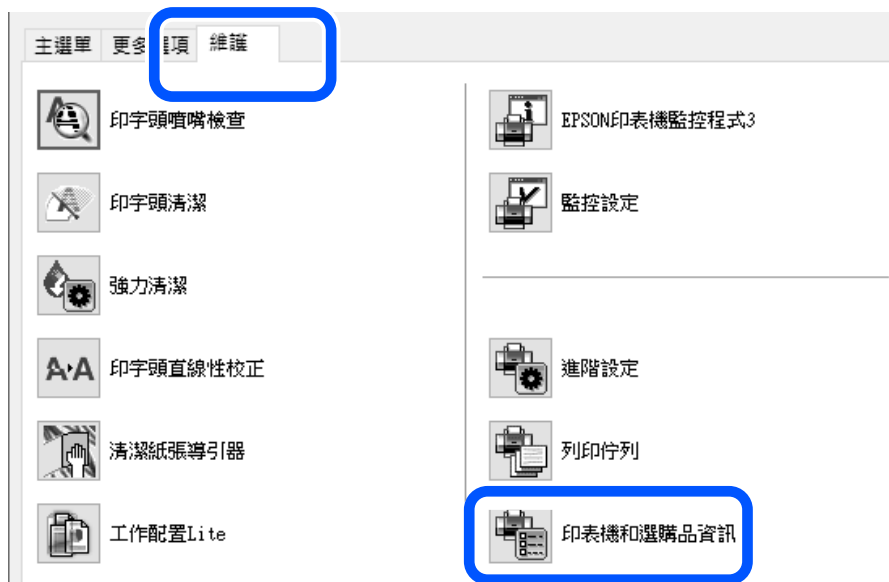 主選單
更多選項
維護
印字頭噴嘴檢查
印字頭清潔
強力清潔
印字頭直線性校正
清潔紙張導引器
工作配置Lite
EPSON印表機監控程式3
監控設定
進階設定
列印佇列
印表機和選購品資訊